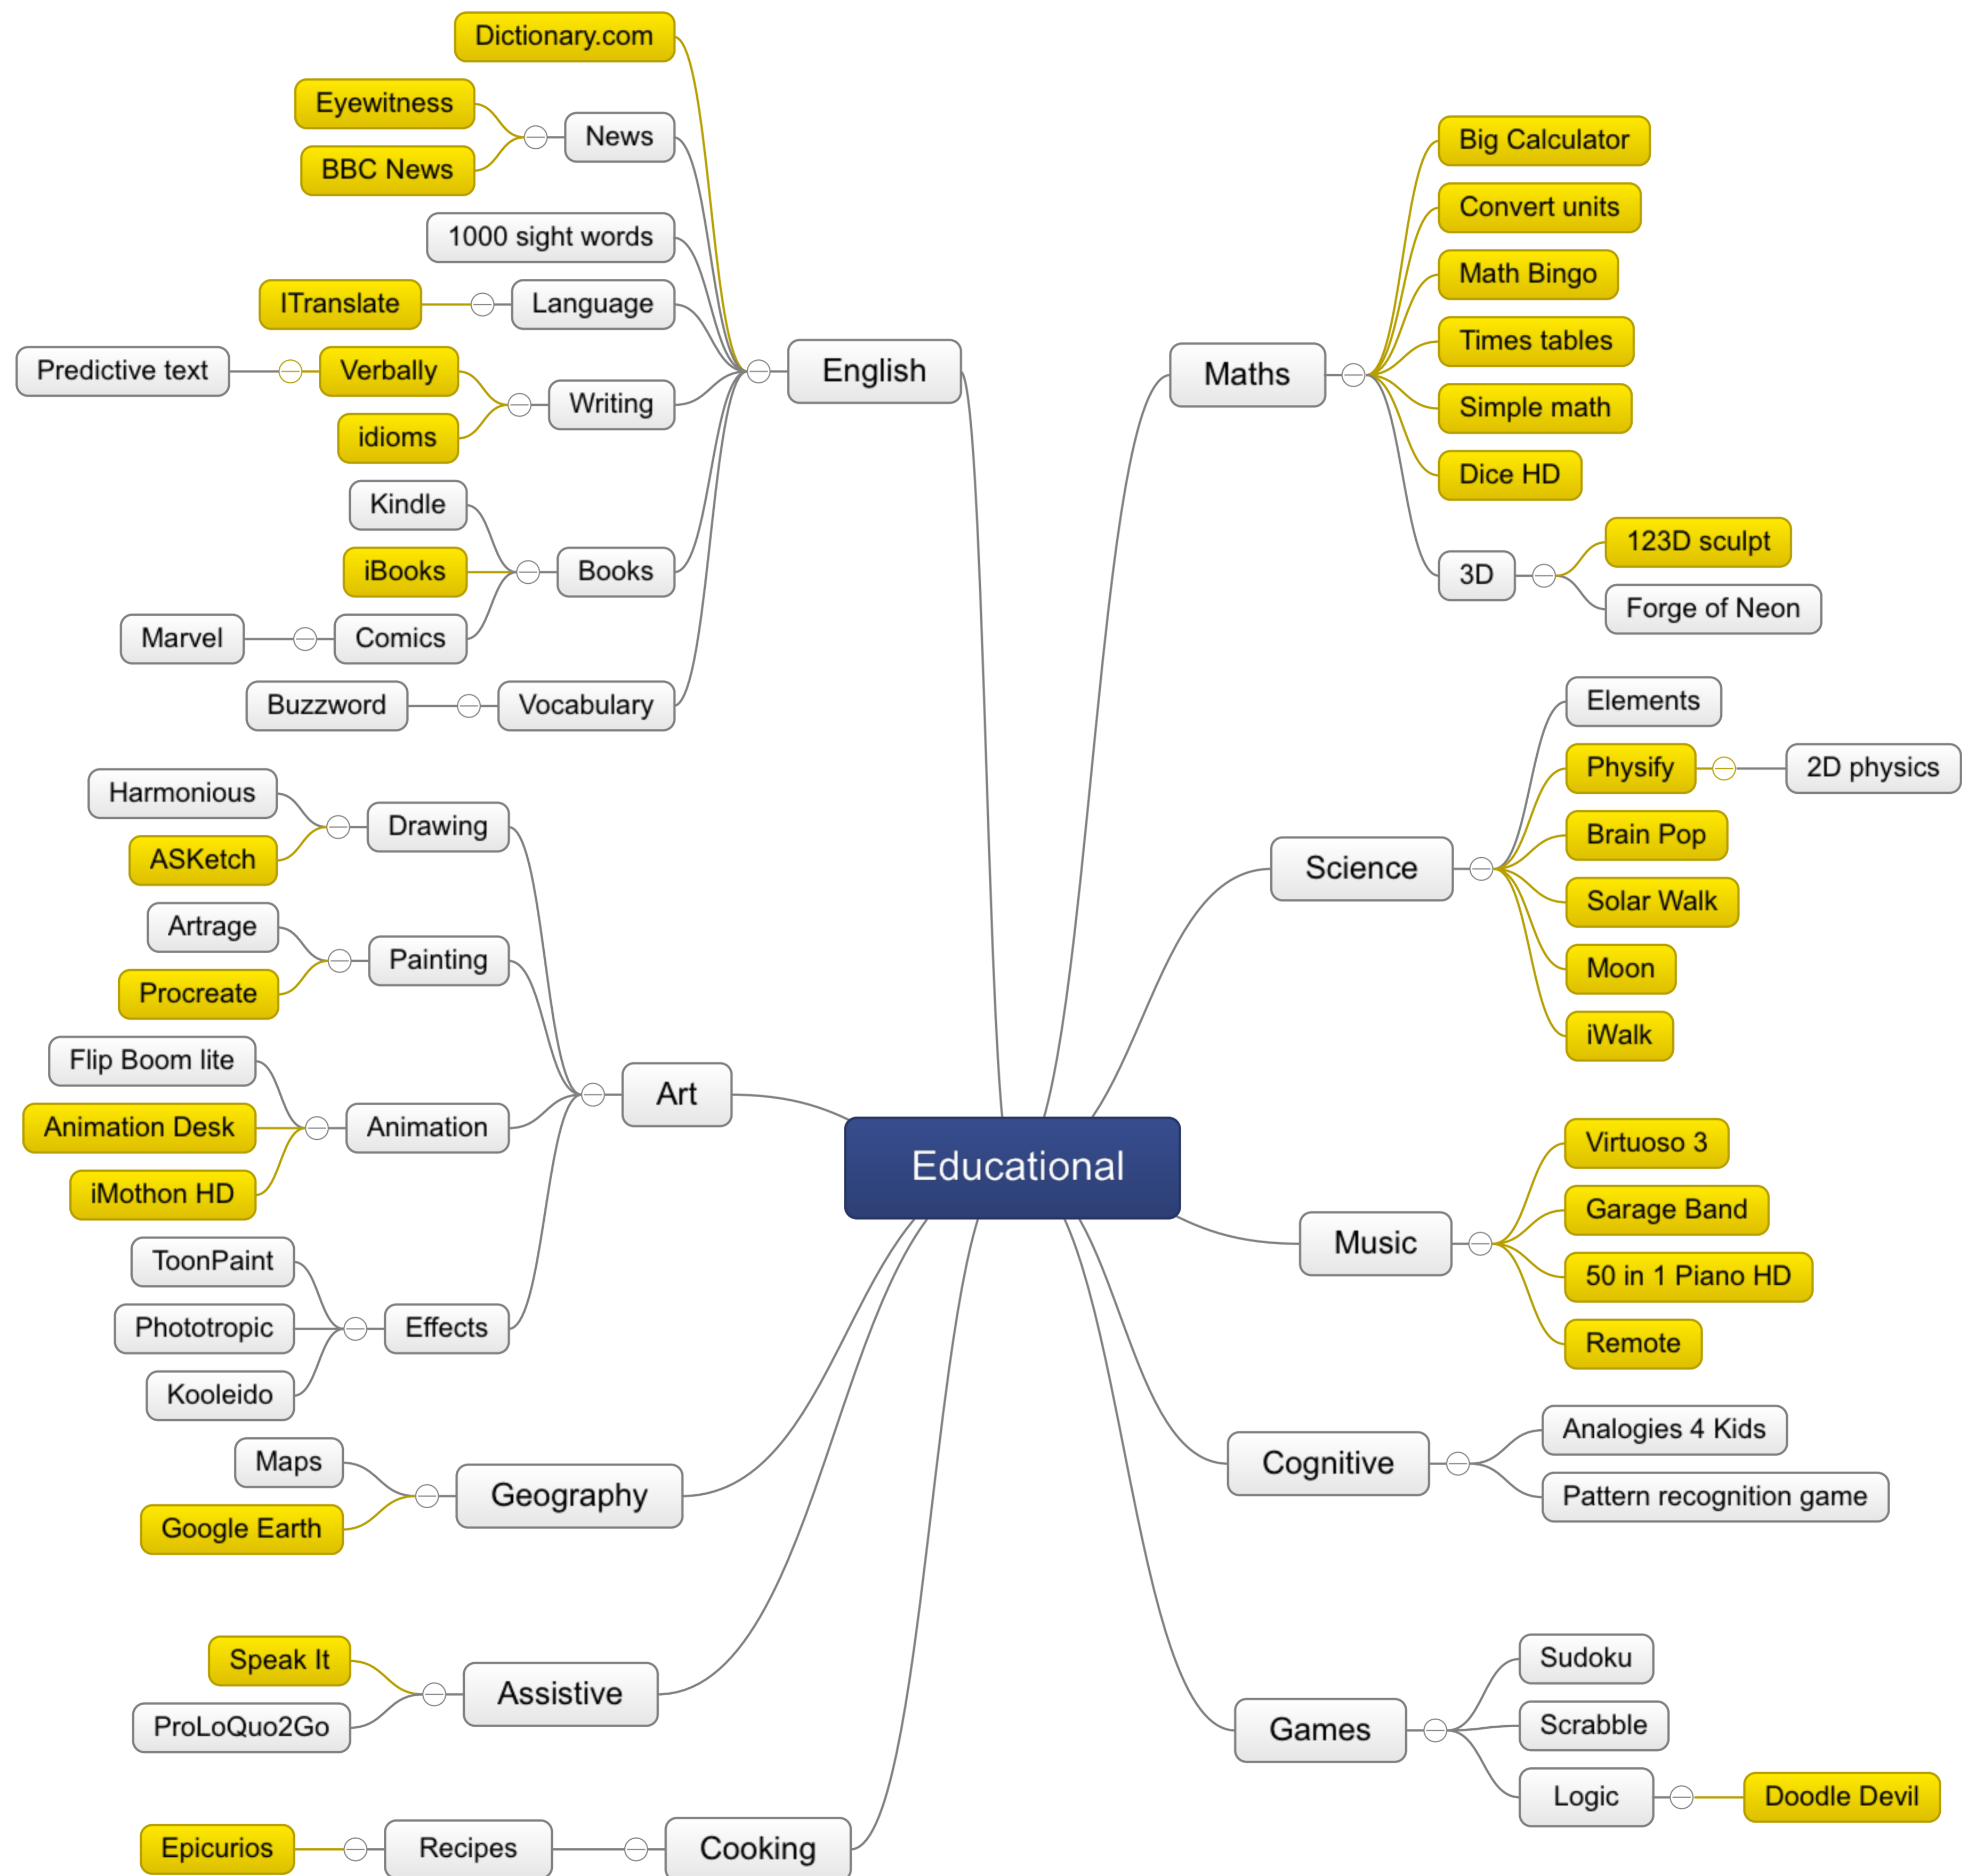 Educational
English
Dictionary.com
News
Eyewitness
BBC News
1000 sight words
Language
ITranslate
Writing
Verbally
Predictive text
idioms
Books
Kindle
iBooks
Comics
Marvel
Vocabulary
Buzzword
Art
Drawing
Harmonious
ASKetch
Painting
Artrage
Procreate
Animation
Flip Boom lite
Animation Desk
iMothon HD
Effects
ToonPaint
Phototropic
Kooleido
Geography
Maps
Google Earth
Assistive
Speak It
ProLoQuo2Go
Cooking
Recipes
Epicurios
Maths
Big Calculator
Convert units
Math Bingo
Times tables
Simple math
Dice HD
3D
123D sculpt
Forge of Neon
Science
Elements
Physify
2D physics
Brain Pop
Solar Walk
Moon
iWalk
Music
Virtuoso 3
Garage Band
50 in 1 Piano HD
Remote
Cognitive
Analogies 4 Kids
Pattern recognition game
Games
Sudoku
Scrabble
Logic
Doodle Devil